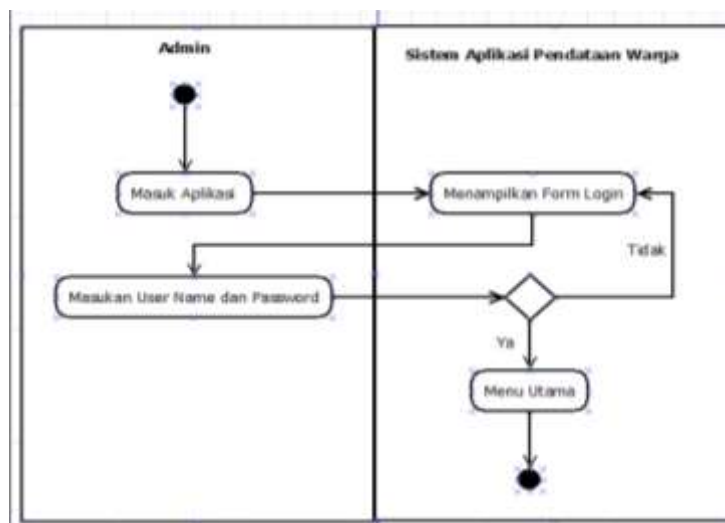 Admin
Sistem Aplikasi Pendataan Warga
Masuk Aplikasi
Menampilkan Form Login
Tidak
Masukan User Name dan Password
Ya
Menu Utama